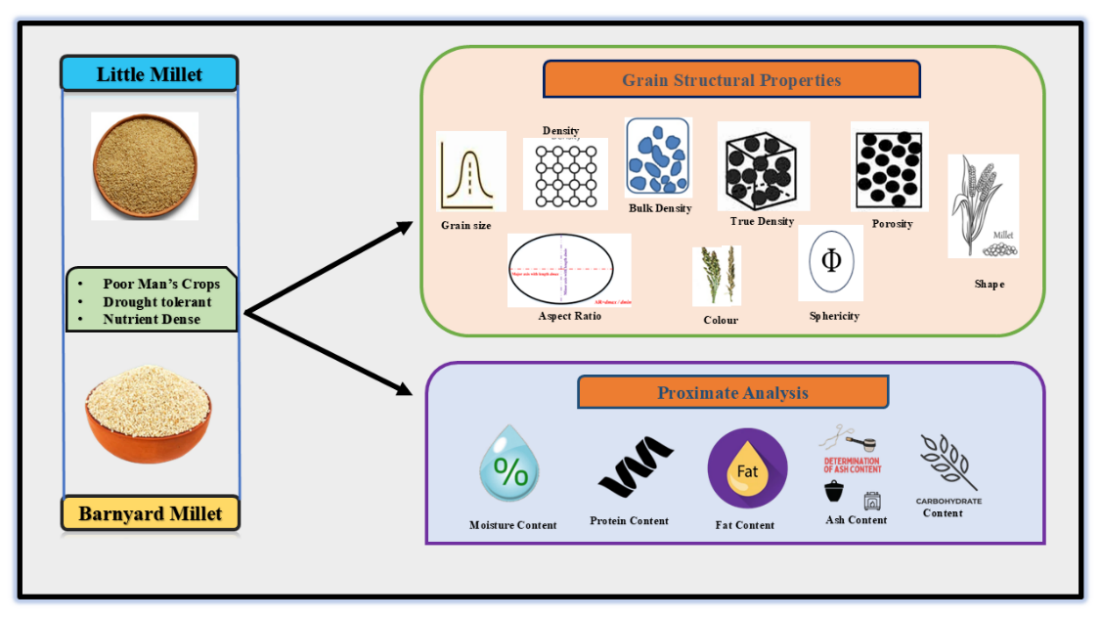 Little Millet
• Poor Man's Crops
• Drought tolerant
• Nutrient Dense
Barnyard Millet
Grain Structural Properties
Grain size
Density
Bulk Density
True Density
Porosity
Millet
Shape
Aspect Ratio
Colour
Φ
Sphericity
Proximate Analysis
%
Moisture Content
Protein Content
Fat
Fat Content
DETERMINATION
OF ASH CONTENT
Ash Content
CARBOHYDRATE
Content